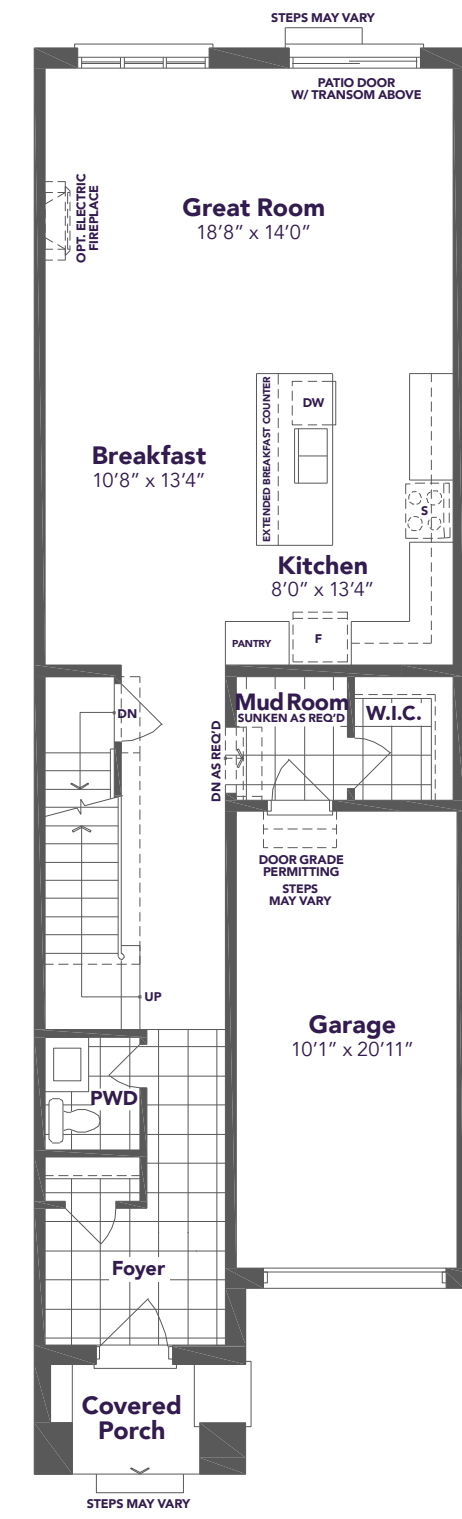 STEPS MAY VARY
PATIO DOOR
W/ TRANSOM ABOVE
OPT. ELECTRIC
FIREPLACE
Great Room
18'8" x 14'0"
EXTENDED BREAKFAST COUNTER
DW
Breakfast
10'8" x 13'4"
S
Kitchen
8'0" x 13'4"
PANTRY
F
DN
DN AS REQ'D
Mud Room
SUNKEN AS REQ'D
W.I.C.
DOOR GRADE
PERMITTING
STEPS
MAY VARY
UP
Garage
10'1" x 20'11"
PWD
Foyer
Covered
Porch
STEPS MAY VARY